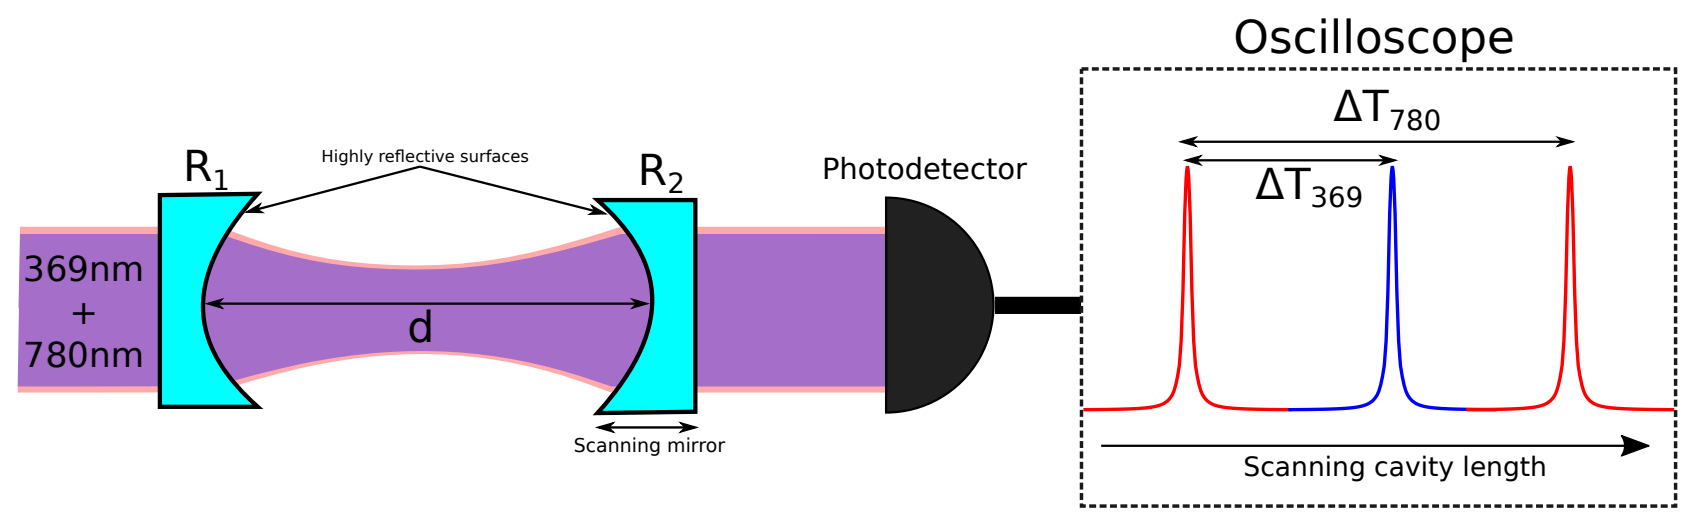 Oscilloscope
ΔT780
ΔT369
Highly reflective surfaces
R1
R2
Photodetector
369nm
+
780nm
d
Scanning mirror
Scanning cavity length